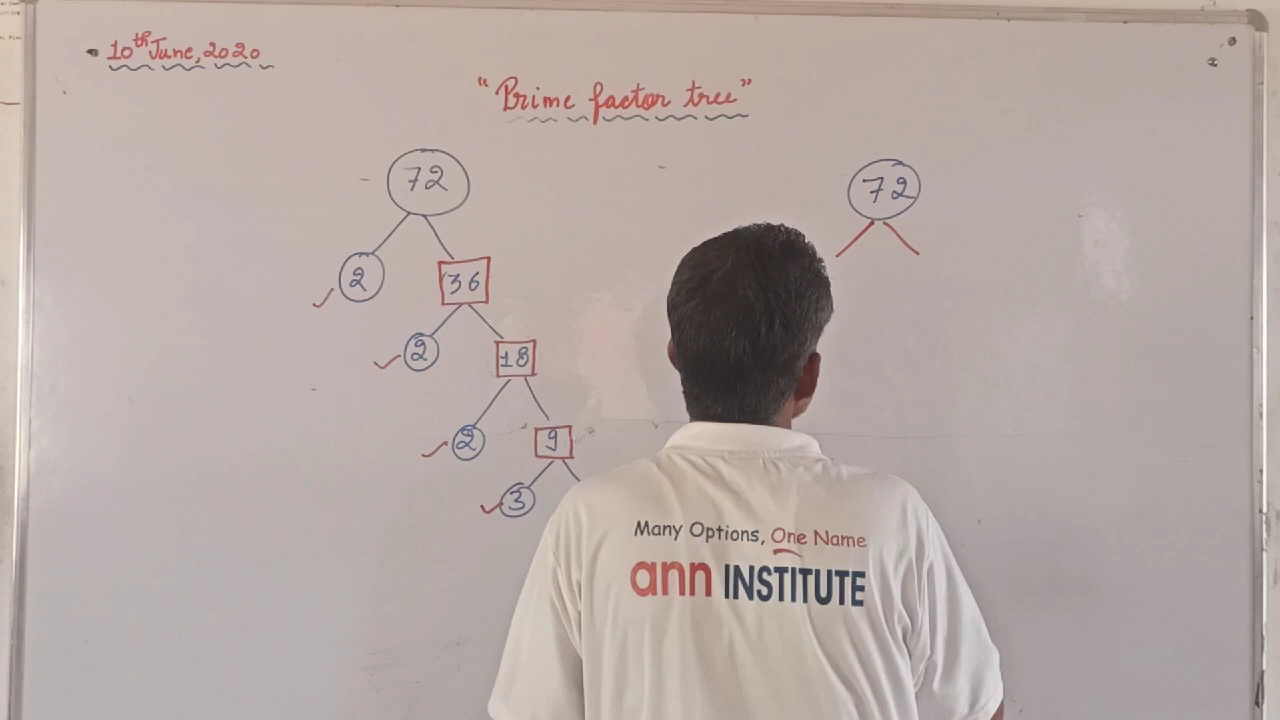 10th June, 2020
"Prime factor tree"
72
72
2
36
2
18
2
9
3
Many Options, One Name
ann INSTITUTE